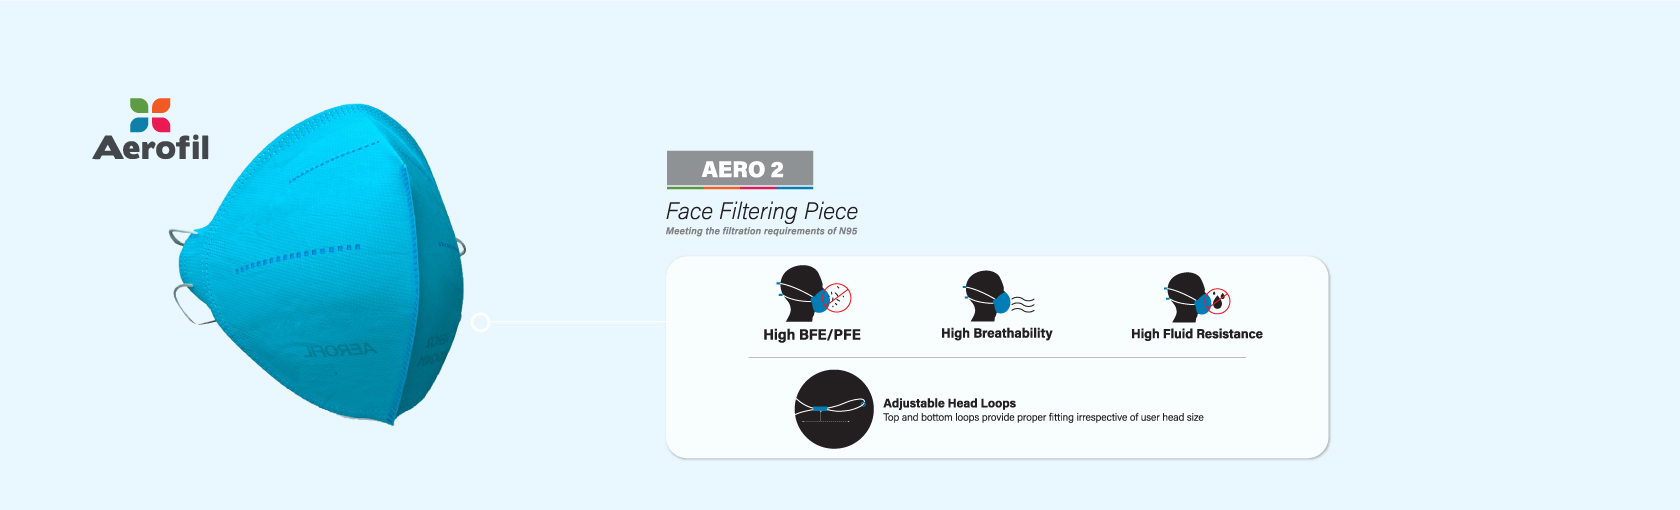 Aerofil
AEROFIL
AERO 2
Face Filtering Piece
Meeting the filtration requirements of N95
High BFE/PFE
High Breathability
High Fluid Resistance
Adjustable Head Loops
Top and bottom loops provide proper fitting irrespective of user head size